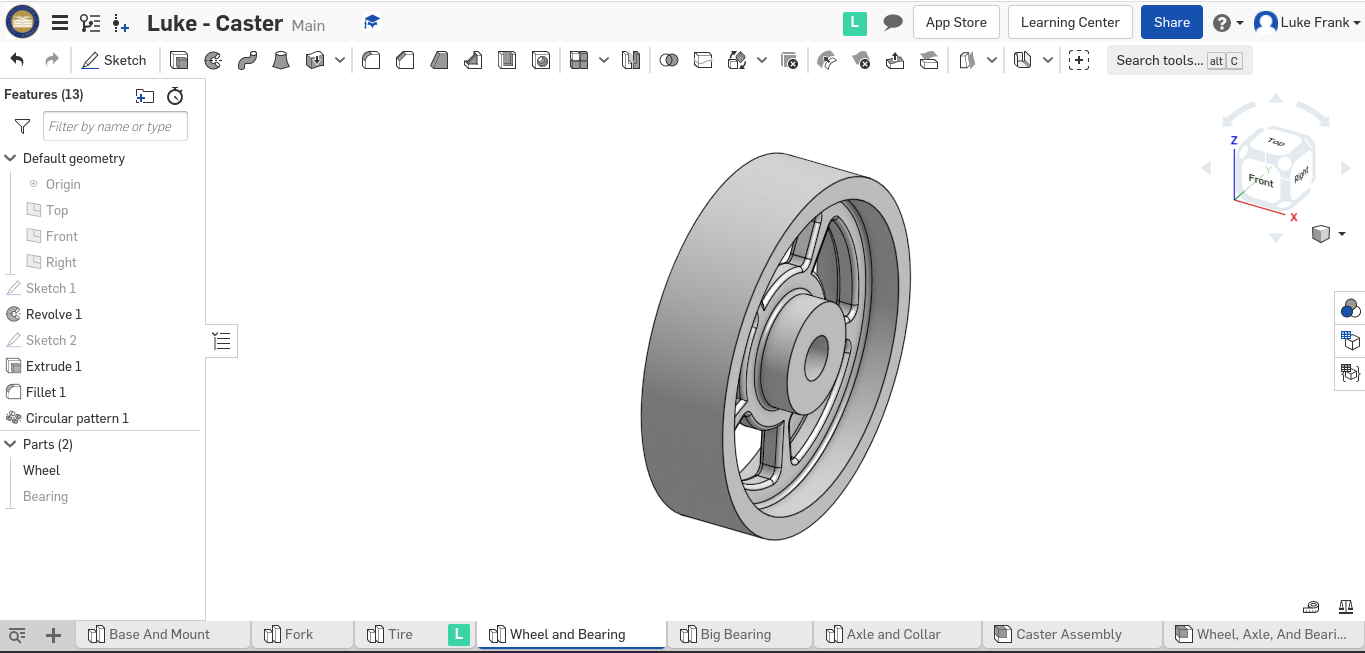 Luke - Caster Main
L
App Store
Learning Center
Share
Luke Frank
Sketch
Search tools... alt C
Features (13)
Filter by name or type
Default geometry
Origin
Top
Front
Right
Sketch 1
Revolve 1
Sketch 2
Extrude 1
Fillet 1
Circular pattern 1
Parts (2)
Wheel
Bearing
Z
Top
Y
Front
Right
X
Base And Mount
Fork
Tire
L
Wheel and Bearing
Big Bearing
Axle and Collar
Caster Assembly
Wheel, Axle, And Beari...